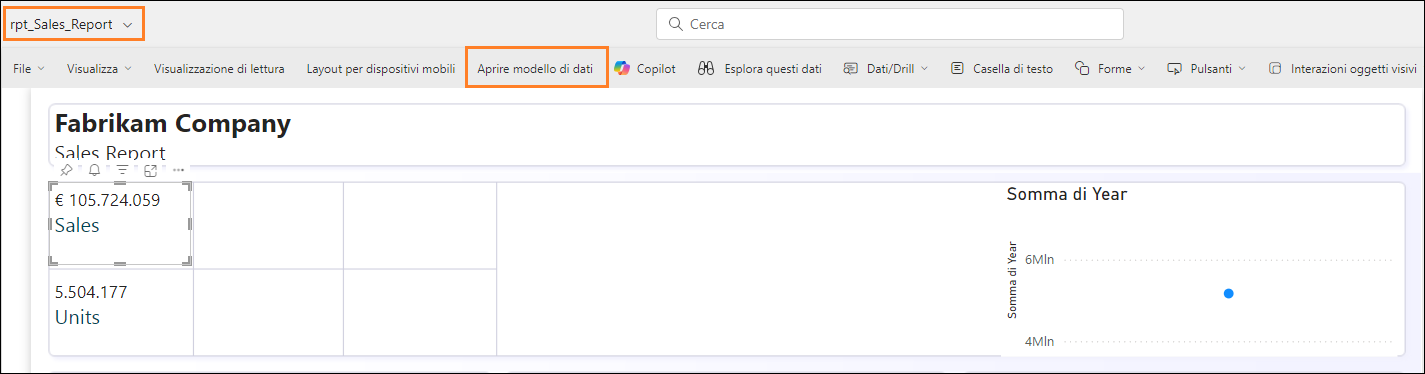 rpt_Sales_Report
Cerca
File Visualizza Visualizzazione di lettura Layout per dispositivi mobili Aprire modello di dati Copilot Esplora questi dati Dati/Drill Casella di testo Forme Pulsanti Interazioni oggetti visivi
Fabrikam Company
Sales Report
€ 105.724.059
Sales
5.504.177
Units
Somma di Year
Somma di Year
6Mln
4Mln